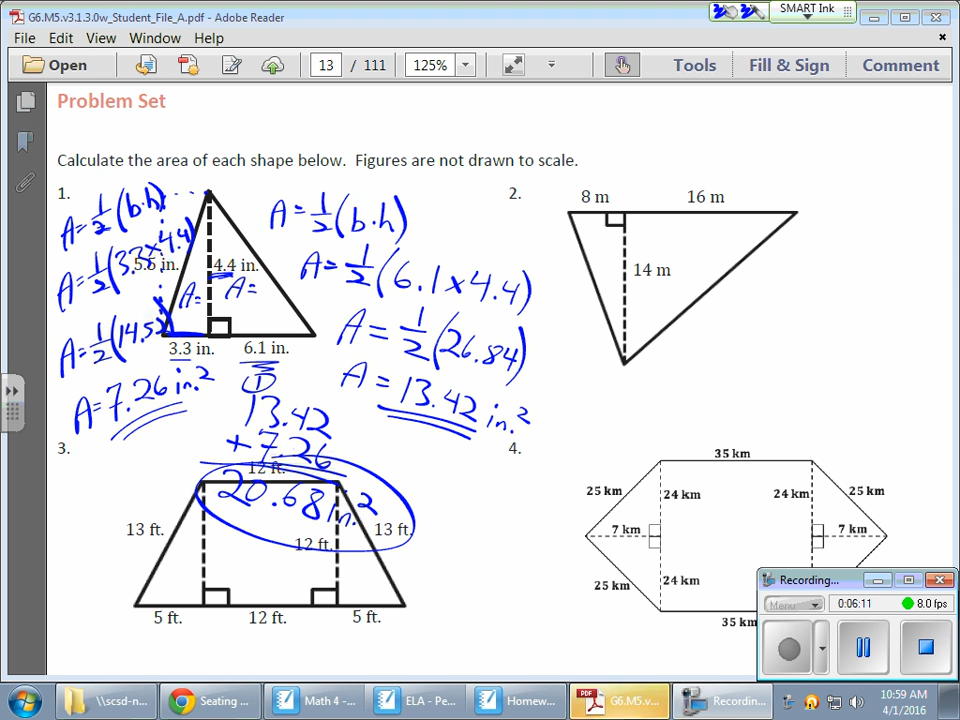 G6.M5.v3.1.3.0w_Student_File_A.pdf - Adobe Reader
SMART Ink
File Edit View Window Help
Open 13 / 111 125% Tools Fill & Sign Comment
Problem Set
Calculate the area of each shape below. Figures are not drawn to scale.
1.
A=1/2(b·h)
A=1/2(3.3×4.4)
A=1/2(14.52)
A=7.26 in.²
5.5 in.
4.4 in.
A=
A=
3.3 in.
6.1 in.
A=1/2(b·h)
A=1/2(6.1×4.4)
A=1/2(26.84)
A=13.42 in.²
1
13.42
+7.26
20.68 in.²
2.
8 m
16 m
14 m
3.
12 ft.
13 ft.
13 ft.
12 ft.
5 ft.
12 ft.
5 ft.
4.
35 km
25 km
24 km
24 km
25 km
7 km
7 km
25 km
24 km
35 km
Recording...
Menu
0:06:11
8.0 fps
\\sccd-n...
Seating ...
Math 4 -...
ELA - Pe...
Homew...
G6.M5.v...
Recordin...
10:59 AM
4/1/2016